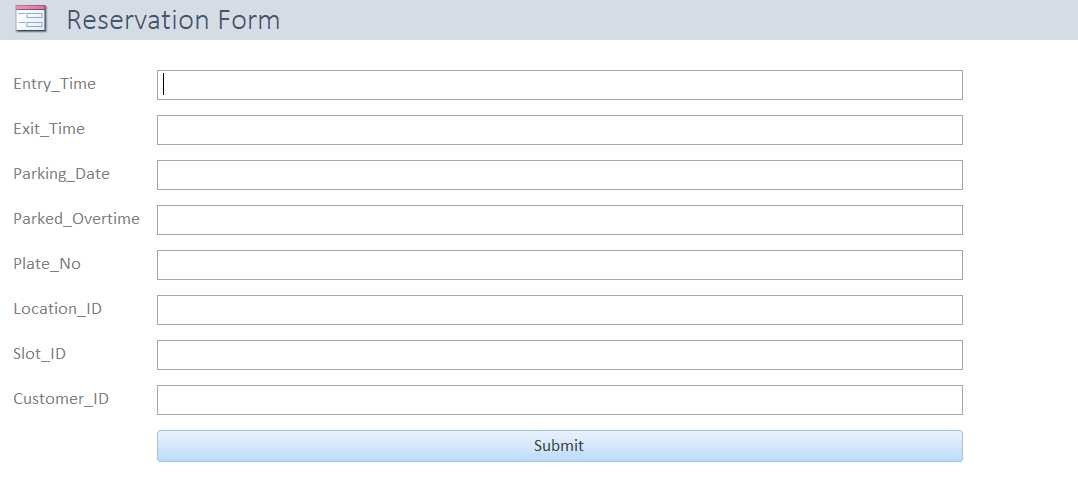 Reservation Form
Entry_Time
Exit_Time
Parking_Date
Parked_Overtime
Plate_No
Location_ID
Slot_ID
Customer_ID
Submit